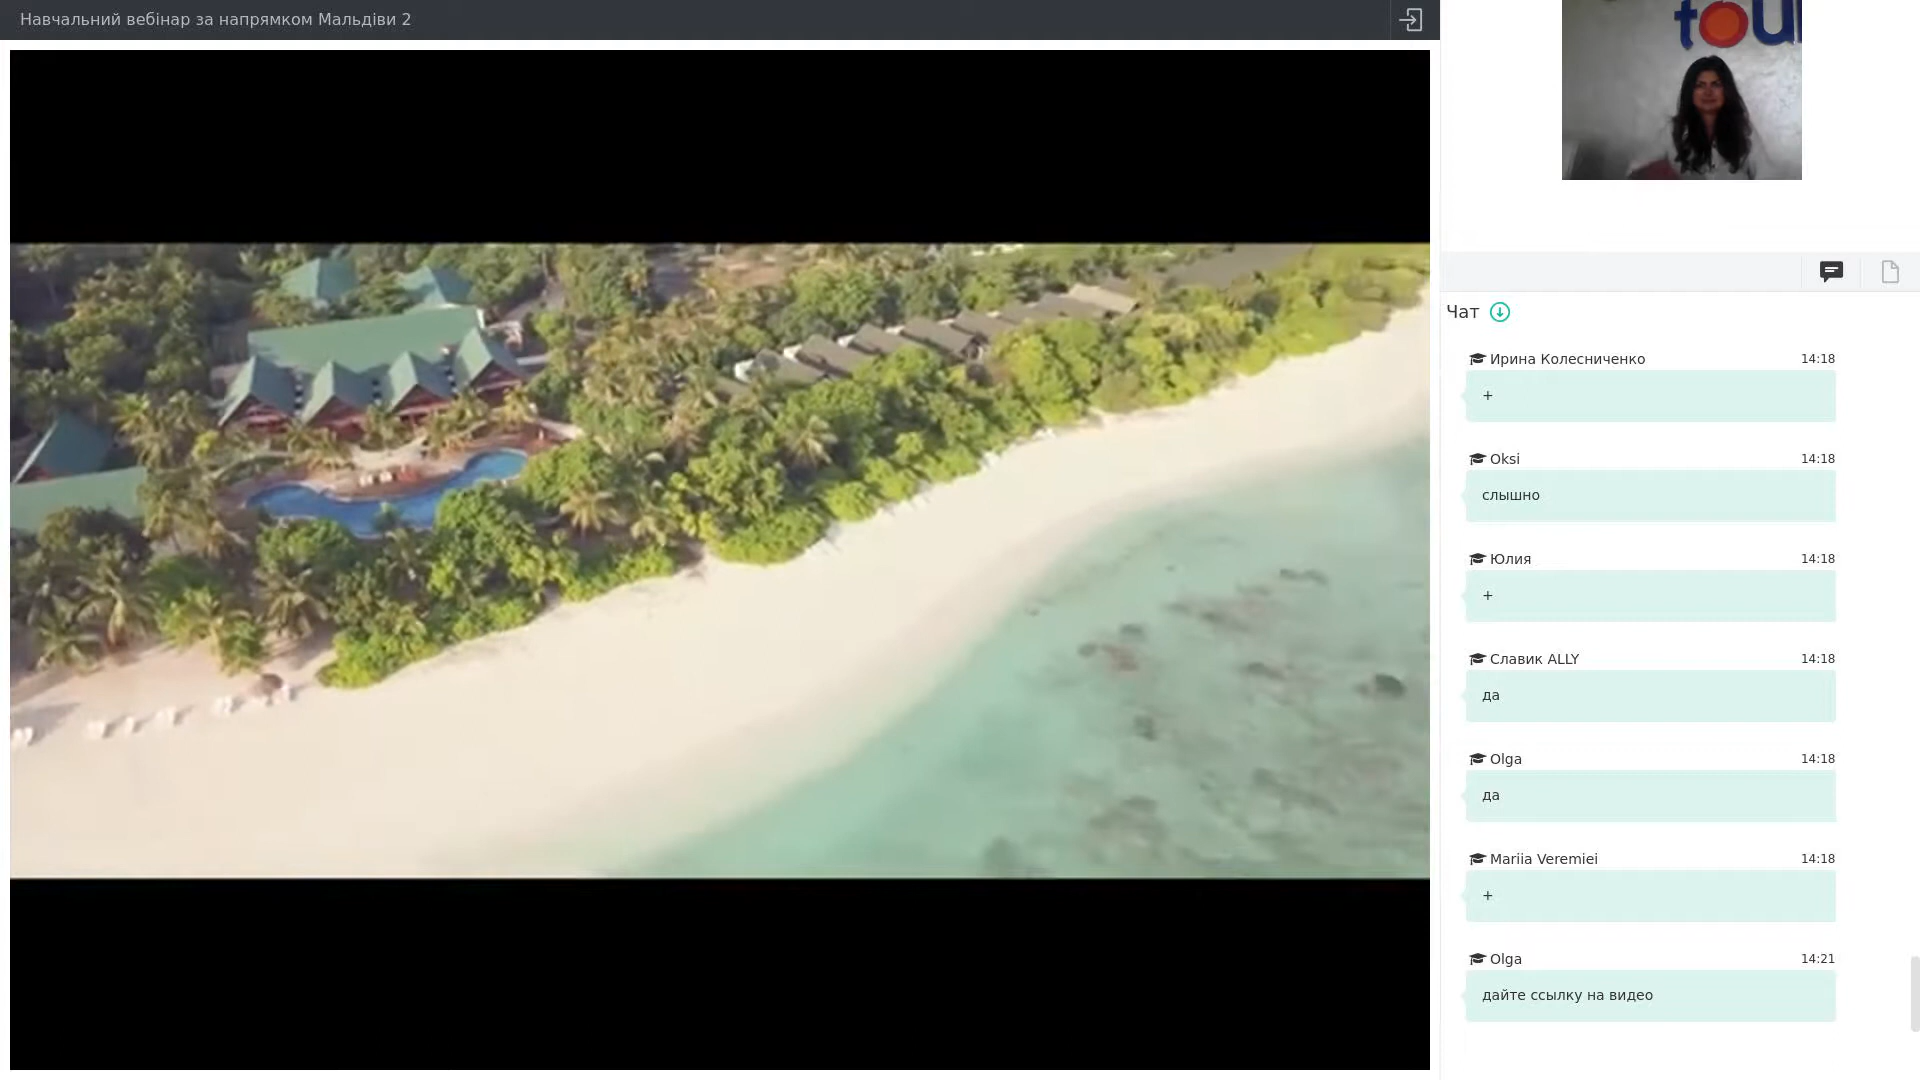 Навчальний вебінар за напрямком Мальдіви 2
tou
Чат
Ирина Колесниченко 14:18
+
Oksi 14:18
слышно
Юлия 14:18
+
Славик ALLY 14:18
да
Olga 14:18
да
Mariia Veremiei 14:18
+
Olga 14:21
дайте ссылку на видео